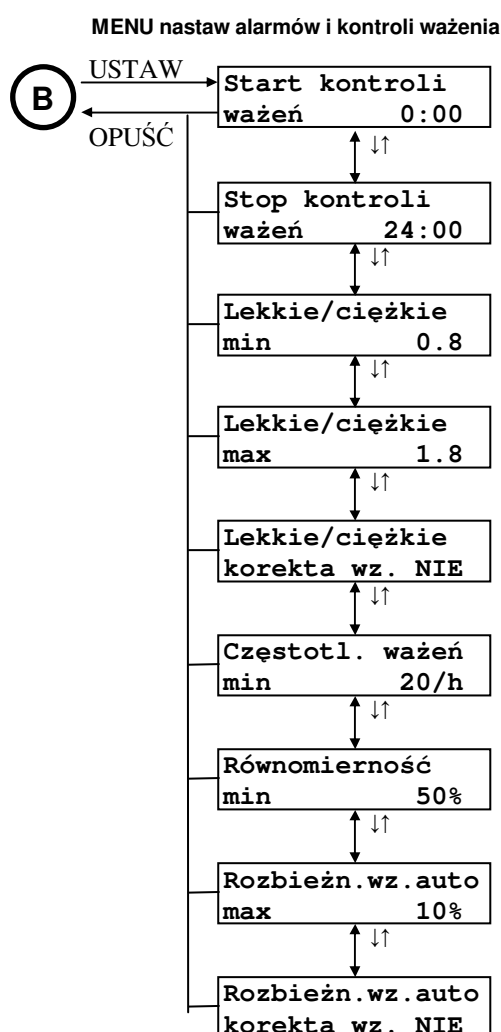 MENU nastaw alarmów i kontroli ważenia
B
USTAW
OPUŚĆ
Start kontroli
ważeń 0:00
↓↑
Stop kontroli
ważeń 24:00
↓↑
Lekkie/ciężkie
min 0.8
↓↑
Lekkie/ciężkie
max 1.8
↓↑
Lekkie/ciężkie
korekta wz. NIE
↓↑
Częstotl. ważeń
min 20/h
↓↑
Równomierność
min 50%
↓↑
Rozbieżn.wz.auto
max 10%
↓↑
Rozbieżn.wz.auto
korekta wz. NIE